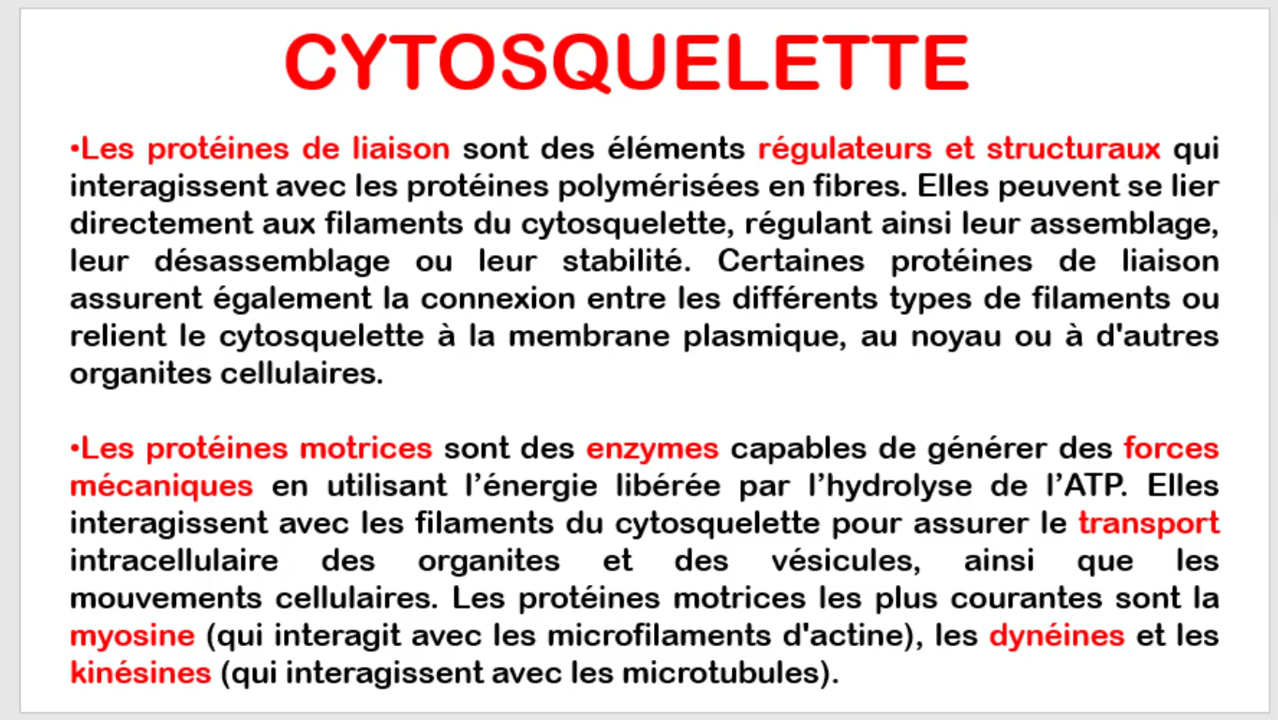 CYTOSQUELETTE
•Les protéines de liaison sont des éléments régulateurs et structuraux qui
interagissent avec les protéines polymérisées en fibres. Elles peuvent se lier
directement aux filaments du cytosquelette, régulant ainsi leur assemblage,
leur désassemblage ou leur stabilité. Certaines protéines de liaison
assurent également la connexion entre les différents types de filaments ou
relient le cytosquelette à la membrane plasmique, au noyau ou à d'autres
organites cellulaires.
•Les protéines motrices sont des enzymes capables de générer des forces
mécaniques en utilisant l’énergie libérée par l’hydrolyse de l’ATP. Elles
interagissent avec les filaments du cytosquelette pour assurer le transport
intracellulaire des organites et des vésicules, ainsi que les
mouvements cellulaires. Les protéines motrices les plus courantes sont la
myosine (qui interagit avec les microfilaments d'actine), les dynéines et les
kinésines (qui interagissent avec les microtubules).